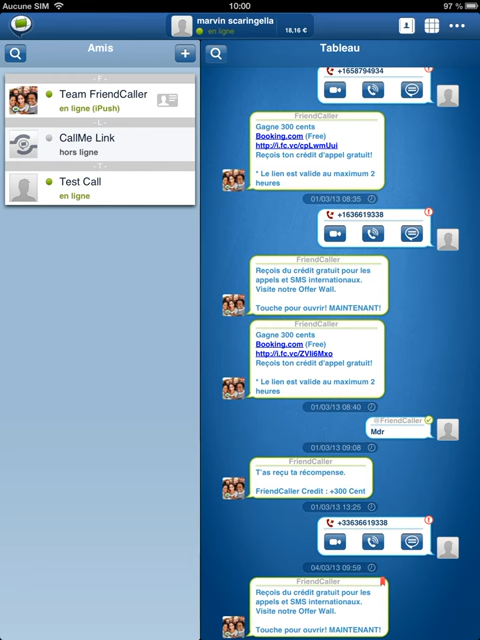 Aucune SIM
10:00
97 %
marvin scaringella
en ligne
18,16 €
Amis
Tableau
- F -
Team FriendCaller
en ligne (iPush)
- L -
CallMe Link
hors ligne
- T -
Test Call
en ligne
+1658794934
FriendCaller
Gagne 300 cents
Booking.com (Free)
http://i.fc.vc/cpLwmUui
Reçois ton crédit d'appel gratuit!
* Le lien est valide au maximum 2
heures
01/03/13 08:35
+1636619338
FriendCaller
Reçois du crédit gratuit pour les
appels et SMS internationaux.
Visite notre Offer Wall.
Touche pour ouvrir! MAINTENANT!
FriendCaller
Gagne 300 cents
Booking.com (Free)
http://i.fc.vc/ZVli6Mxo
Reçois ton crédit d'appel gratuit!
* Le lien est valide au maximum 2
heures
01/03/13 08:40
@FriendCaller
Mdr
01/03/13 09:08
FriendCaller
T'as reçu ta récompense.
FriendCaller Credit : +300 Cent
01/03/13 13:25
+33636619338
04/03/13 09:59
FriendCaller
Reçois du crédit gratuit pour les
appels et SMS internationaux.
Visite notre Offer Wall.
Touche pour ouvrir! MAINTENANT!